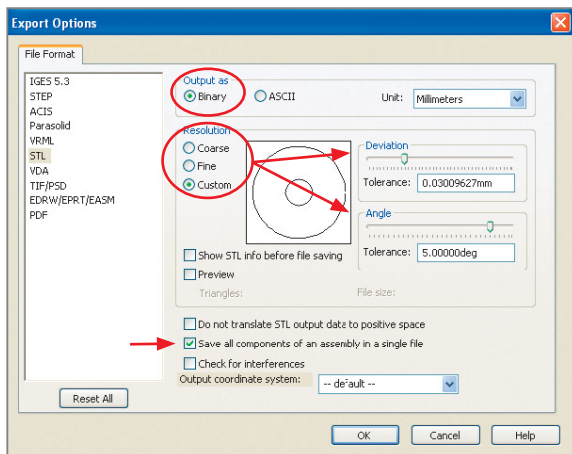 Export Options
File Format
IGES 5.3
STEP
ACIS
Parasolid
VRML
STL
VDA
TIF/PSD
EDRW/EPRT/EASM
PDF
Reset All
Output as
Binary
ASCII
Unit: Millimeters
Resolution
Coarse
Fine
Custom
Deviation
Tolerance: 0.03009627mm
Angle
Tolerance: 5.00000deg
Show STL info before file saving
Preview
Triangles:
File size:
Do not translate STL output data to positive space
Save all components of an assembly in a single file
Check for interferences
Output coordinate system: -- default --
OK
Cancel
Help